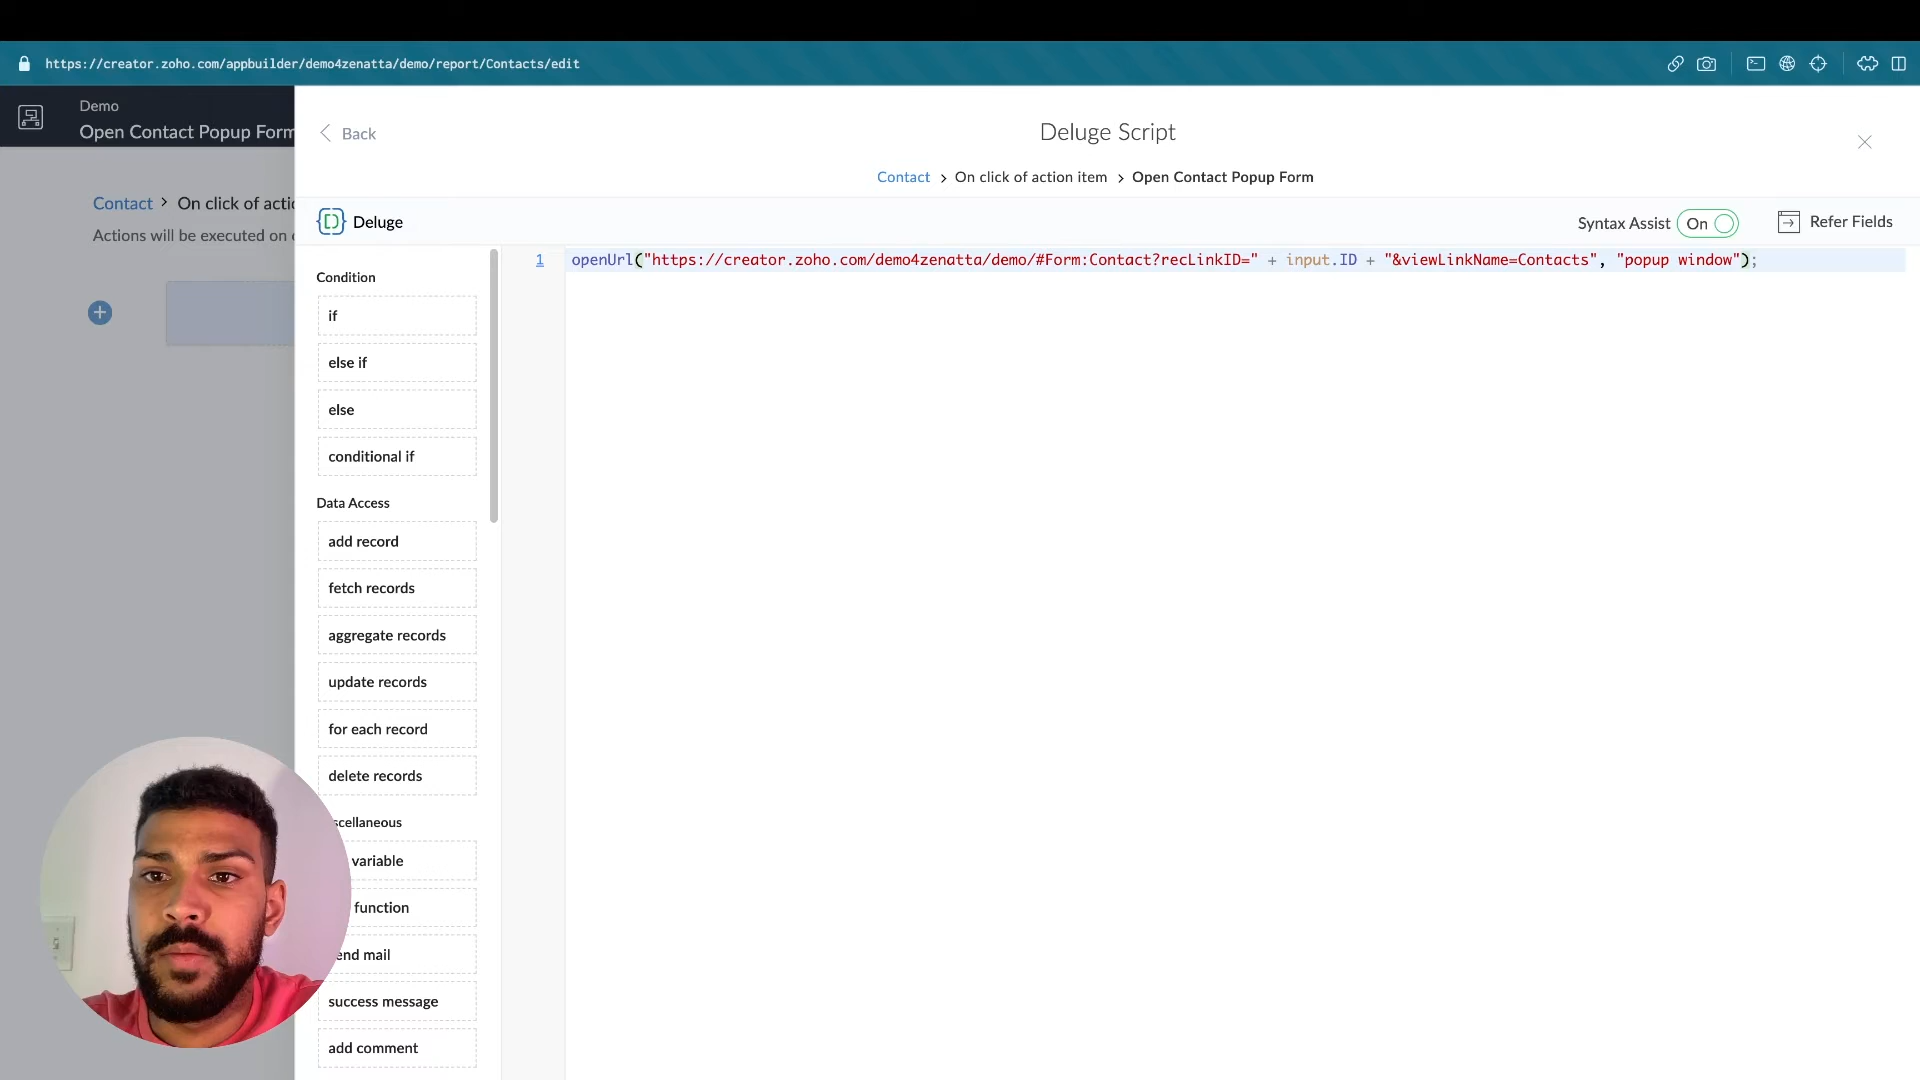 https://creator.zoho.com/appbuilder/demo4zenatta/demo/report/Contacts/edit
Demo
Open Contact Popup Form
Contact > On click of
Actions will be executed on
Back
Deluge Script
Contact > On click of action item > Open Contact Popup Form
Deluge
Syntax Assist On
Refer Fields
1 openUrl("https://creator.zoho.com/demo4zenatta/demo/#Form:Contact?recLinkID=" + input.ID + "&viewLinkName=Contacts", "popup window");
Condition
if
else if
else
conditional if
Data Access
add record
fetch records
aggregate records
update records
for each record
delete records
scellaneous
variable
function
end mail
success message
add comment